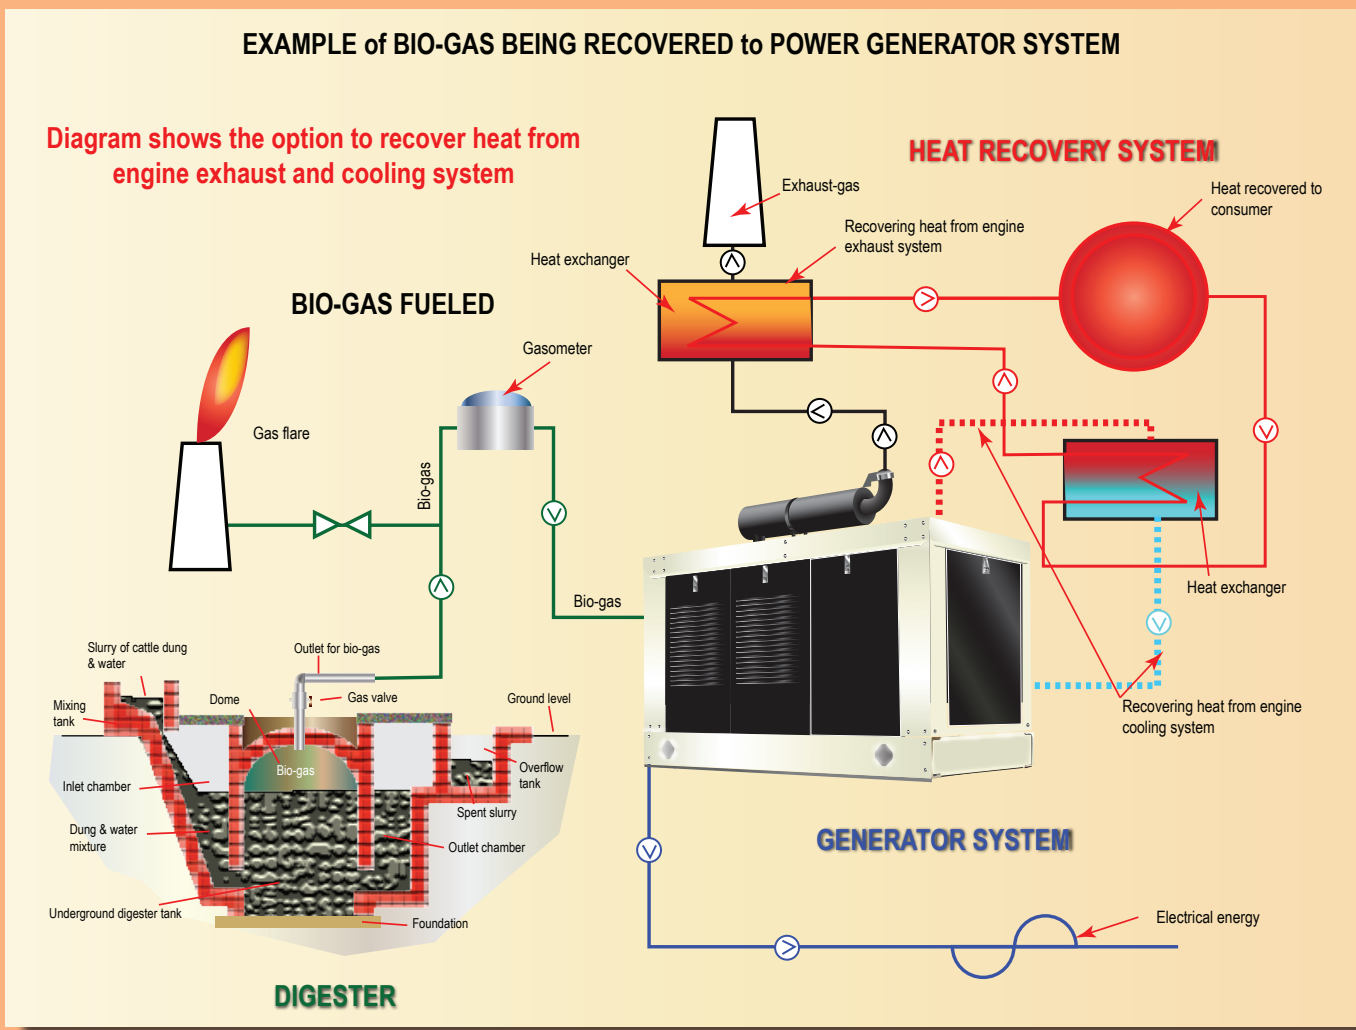 EXAMPLE of BIO-GAS BEING RECOVERED to POWER GENERATOR SYSTEM
Diagram shows the option to recover heat from
engine exhaust and cooling system
HEAT RECOVERY SYSTEM
Exhaust-gas
Heat recovered to
consumer
Recovering heat from engine
exhaust system
Heat exchanger
BIO-GAS FUELED
Gasometer
Gas flare
Bio-gas
Heat exchanger
Bio-gas
Slurry of cattle dung
& water
Outlet for bio-gas
Gas valve
Dome
Ground level
Mixing
tank
Recovering heat from engine
cooling system
Bio-gas
Overflow
tank
Inlet chamber
Spent slurry
Dung & water
mixture
Outlet chamber
GENERATOR SYSTEM
Underground digester tank
Foundation
Electrical energy
DIGESTER